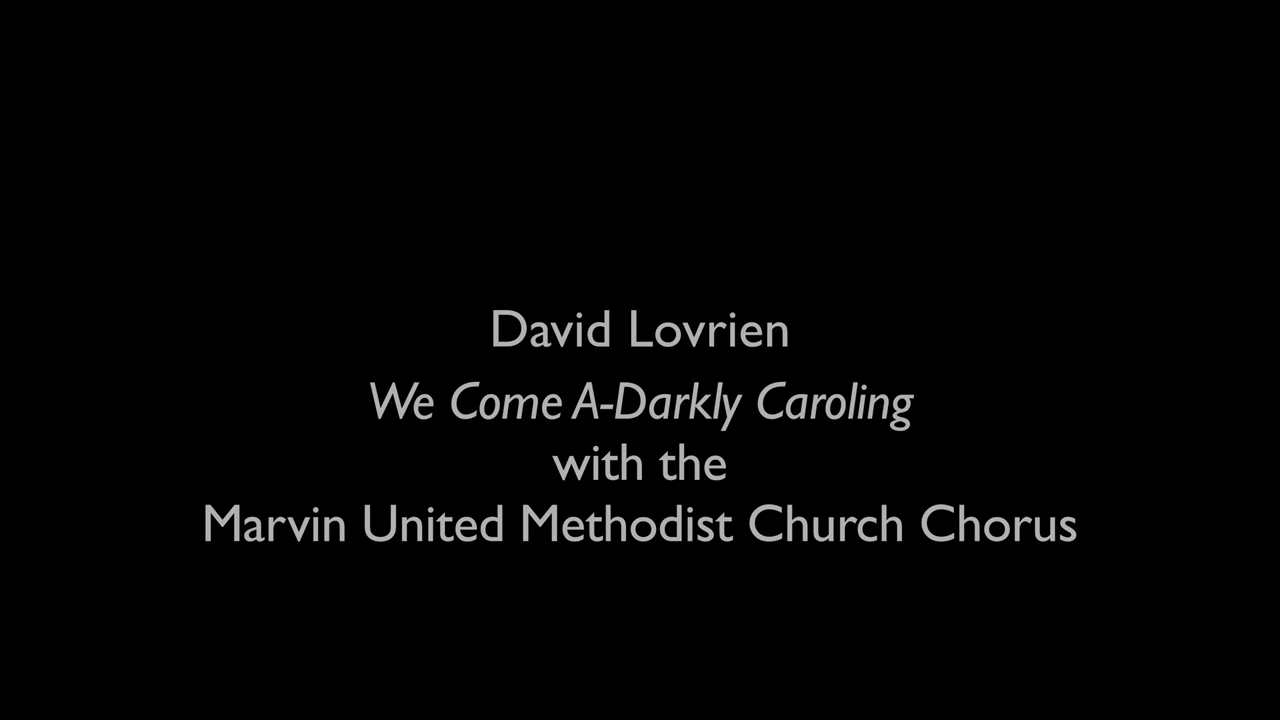 David Lovrien
We Come A-Darkly Caroling
with the
Marvin United Methodist Church Chorus